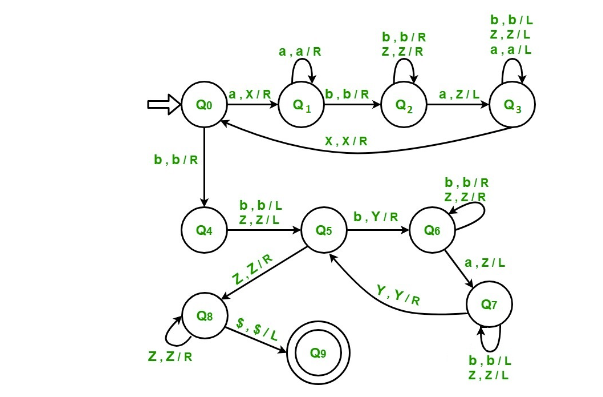 b, b/L
Z, Z/L
a, a/L
b, b/R
Z, Z/R
a, a/R
Q0
a, X/R
Q1
b, b/R
Q2
a, Z/L
Q3
X, X/R
b, b/R
b, b/R
Z, Z/R
b, b/L
Z, Z/L
Q4
Q5
b, Y/R
Q6
a, Z/L
Z, Z/R
Y, Y/R
Q7
Q8
$, $/L
Z, Z/R
Q9
b, b/L
Z, Z/L